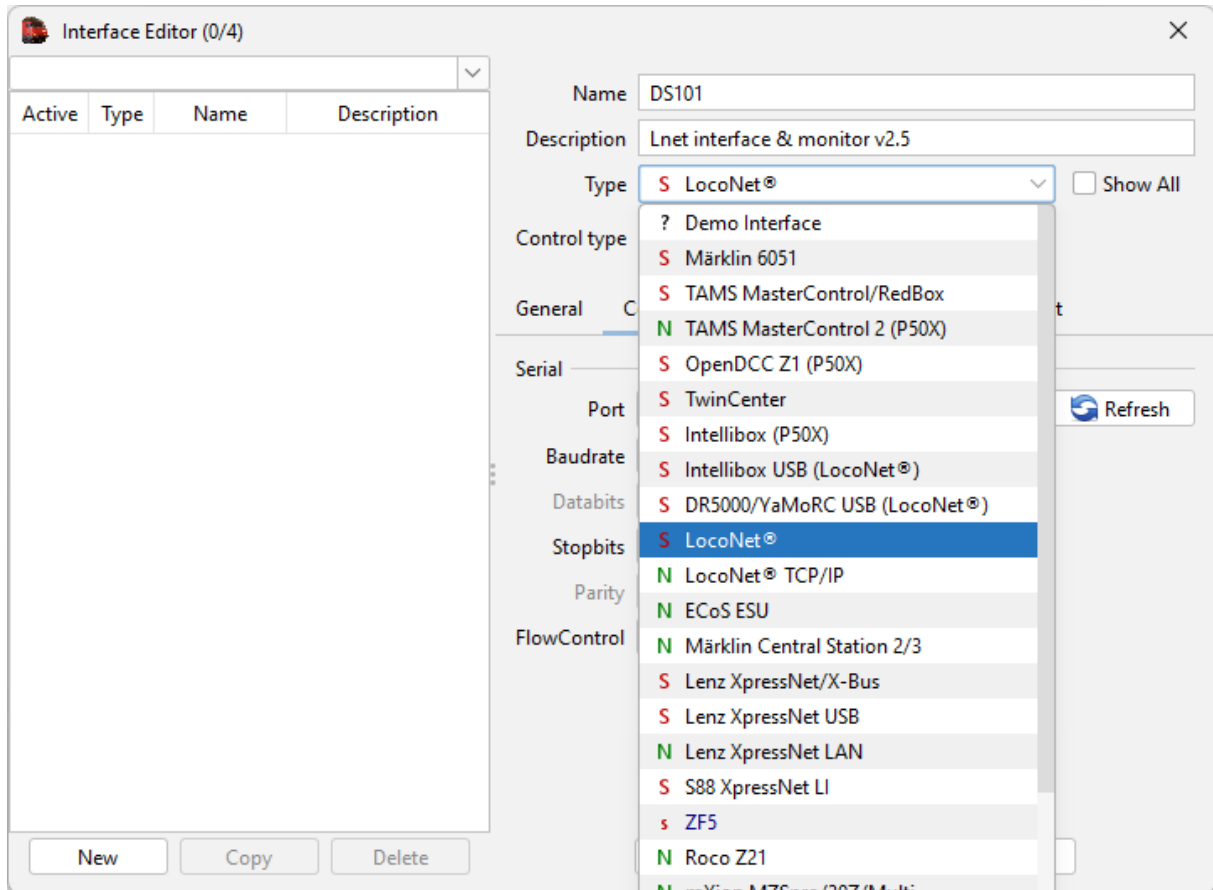 Interface Editor (0/4)
Active Type Name Description
Name DS101
Description Lnet interface & monitor v2.5
Type S LocoNet® Show All
? Demo Interface
Control type
S Märklin 6051
S TAMS MasterControl/RedBox
General
N TAMS MasterControl 2 (P50X)
S OpenDCC Z1 (P50X)
Serial
S TwinCenter
Port
Refresh
S Intellibox (P50X)
Baudrate
S Intellibox USB (LocoNet®)
Databits
S DR5000/YaMoRC USB (LocoNet®)
Stopbits
S LocoNet®
N LocoNet® TCP/IP
Parity
N ECoS ESU
FlowControl
N Märklin Central Station 2/3
S Lenz XpressNet/X-Bus
S Lenz XpressNet USB
N Lenz XpressNet LAN
S S88 XpressNet LI
s ZF5
N Roco Z21
New Copy Delete